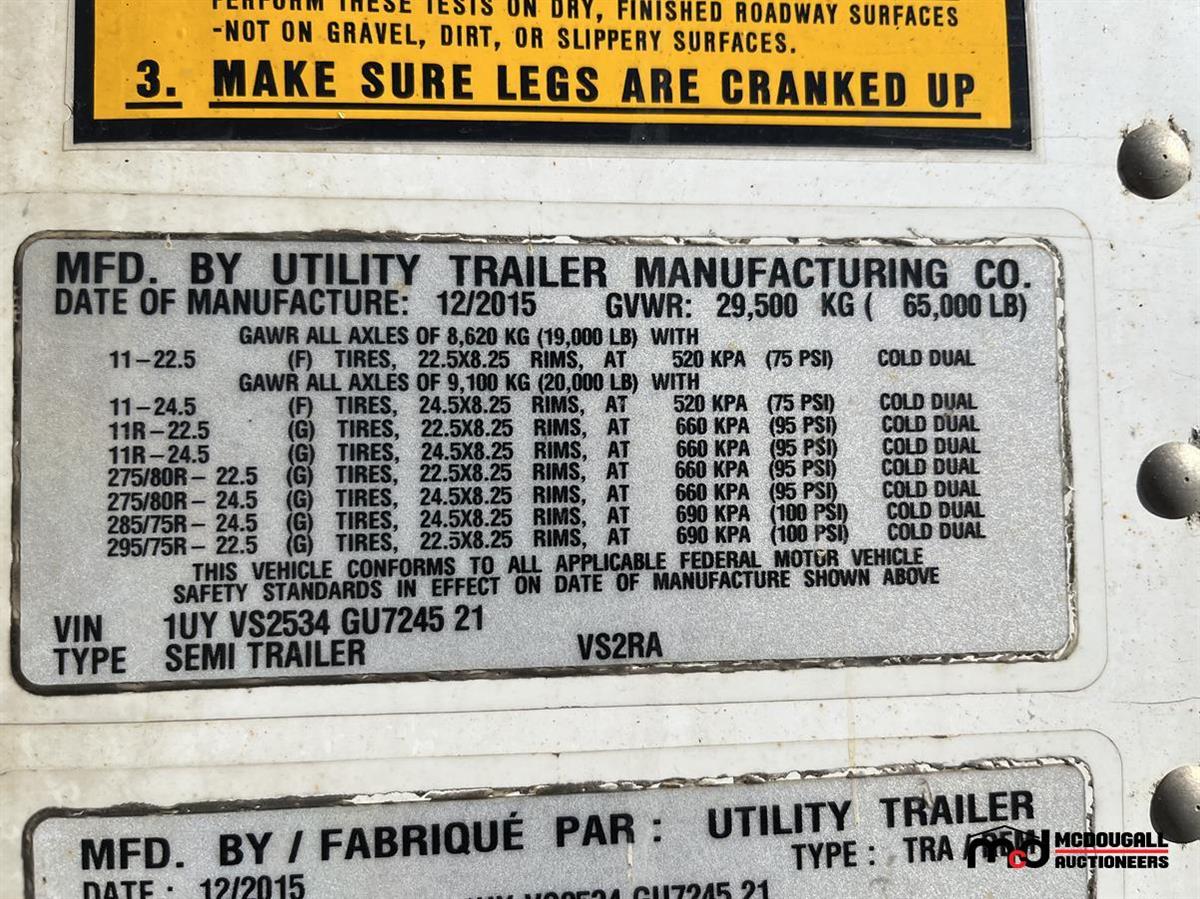 PERFORM THESE TESTS ON DRY, FINISHED ROADWAY SURFACES
-NOT ON GRAVEL, DIRT, OR SLIPPERY SURFACES.
3. MAKE SURE LEGS ARE CRANKED UP
MFD. BY UTILITY TRAILER MANUFACTURING CO.
DATE OF MANUFACTURE: 12/2015 GVWR: 29,500 KG ( 65,000 LB)
GAWR ALL AXLES OF 8,620 KG (19,000 LB) WITH
11-22.5 (F) TIRES, 22.5X8.25 RIMS, AT 520 KPA (75 PSI) COLD DUAL
GAWR ALL AXLES OF 9,100 KG (20,000 LB) WITH
11-24.5 (F) TIRES, 24.5X8.25 RIMS, AT 520 KPA (75 PSI) COLD DUAL
11R-22.5 (G) TIRES, 22.5X8.25 RIMS, AT 660 KPA (95 PSI) COLD DUAL
11R-24.5 (G) TIRES, 24.5X8.25 RIMS, AT 660 KPA (95 PSI) COLD DUAL
275/80R- 22.5 (G) TIRES, 22.5X8.25 RIMS, AT 660 KPA (95 PSI) COLD DUAL
275/80R- 24.5 (G) TIRES, 24.5X8.25 RIMS, AT 660 KPA (95 PSI) COLD DUAL
285/75R- 24.5 (G) TIRES, 24.5X8.25 RIMS, AT 690 KPA (100 PSI) COLD DUAL
295/75R- 22.5 (G) TIRES, 22.5X8.25 RIMS, AT 690 KPA (100 PSI) COLD DUAL
THIS VEHICLE CONFORMS TO ALL APPLICABLE FEDERAL MOTOR VEHICLE
SAFETY STANDARDS IN EFFECT ON DATE OF MANUFACTURE SHOWN ABOVE
VIN 1UY VS2534 GU7245 21
TYPE SEMI TRAILER VS2RA
MFD. BY / FABRIQUÉ PAR : UTILITY TRAILER
TYPE : TRA /
DATE : 12/2015
VS2534 GU7245 21
MCDOUGALL
AUCTIONEERS